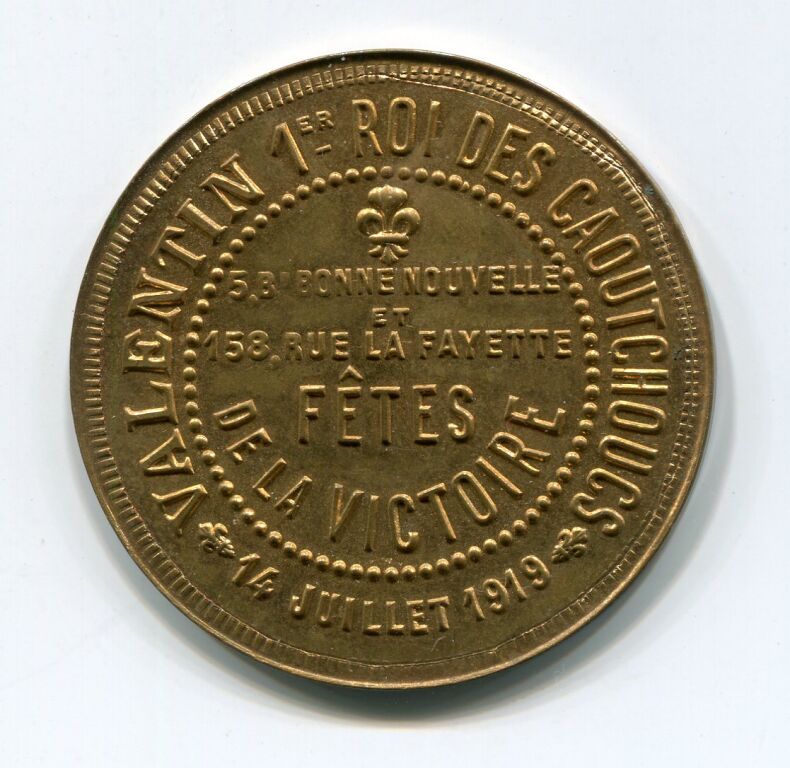 VALENTIN 1ER ROI DES CAOUTCHOUCS
5, Bd BONNE NOUVELLE
ET
158, RUE LA FAYETTE
FÊTES
DE LA VICTOIRE
14 JUILLET 1919